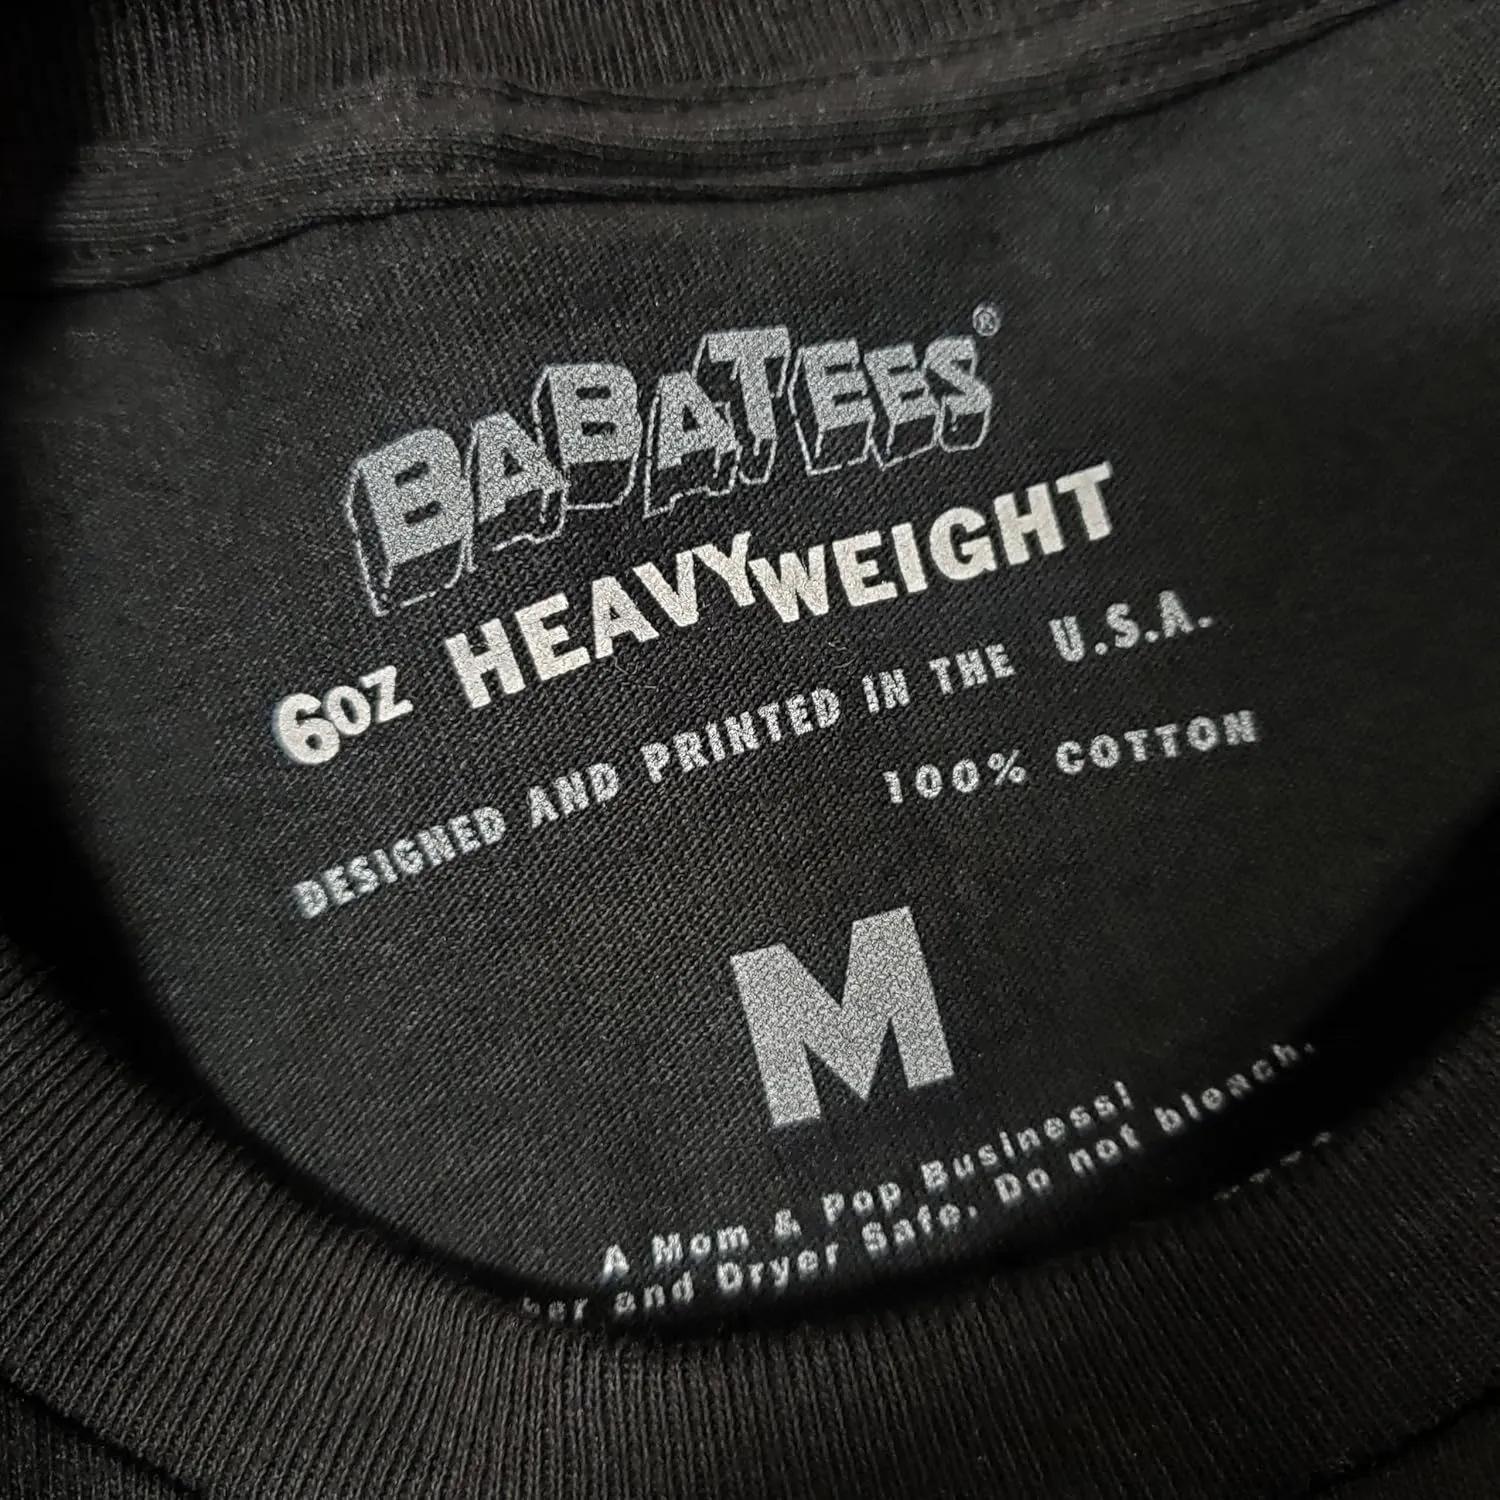 BABATEES®
6oz HEAVYWEIGHT
DESIGNED AND PRINTED IN THE U.S.A.
100% COTTON
M
A Mom & Pop Business!
and Dryer Safe. Do not bleach.